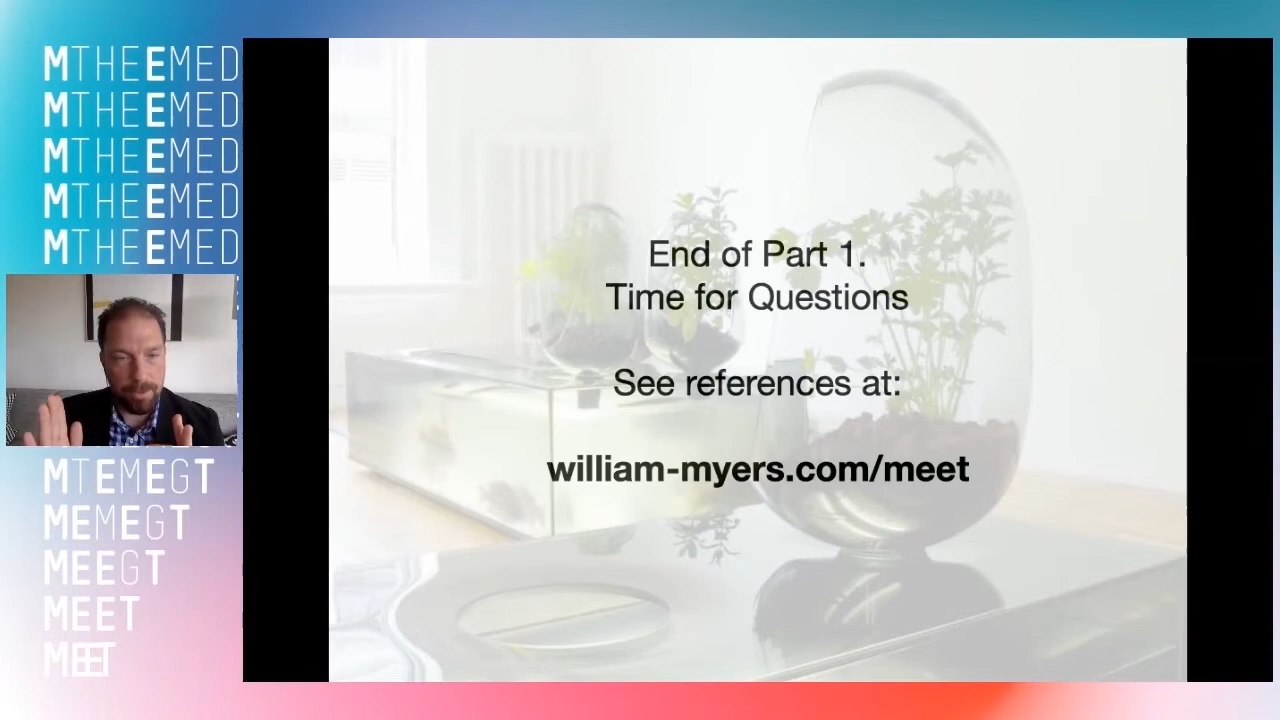 MTHEEMED
MTHEEMED
MTHEEMED
MTHEEMED
MTHEEMED
MTEMEGT
MEMEGT
MEEGT
MEET
MEET
End of Part 1.
Time for Questions
See references at:
william-myers.com/meet